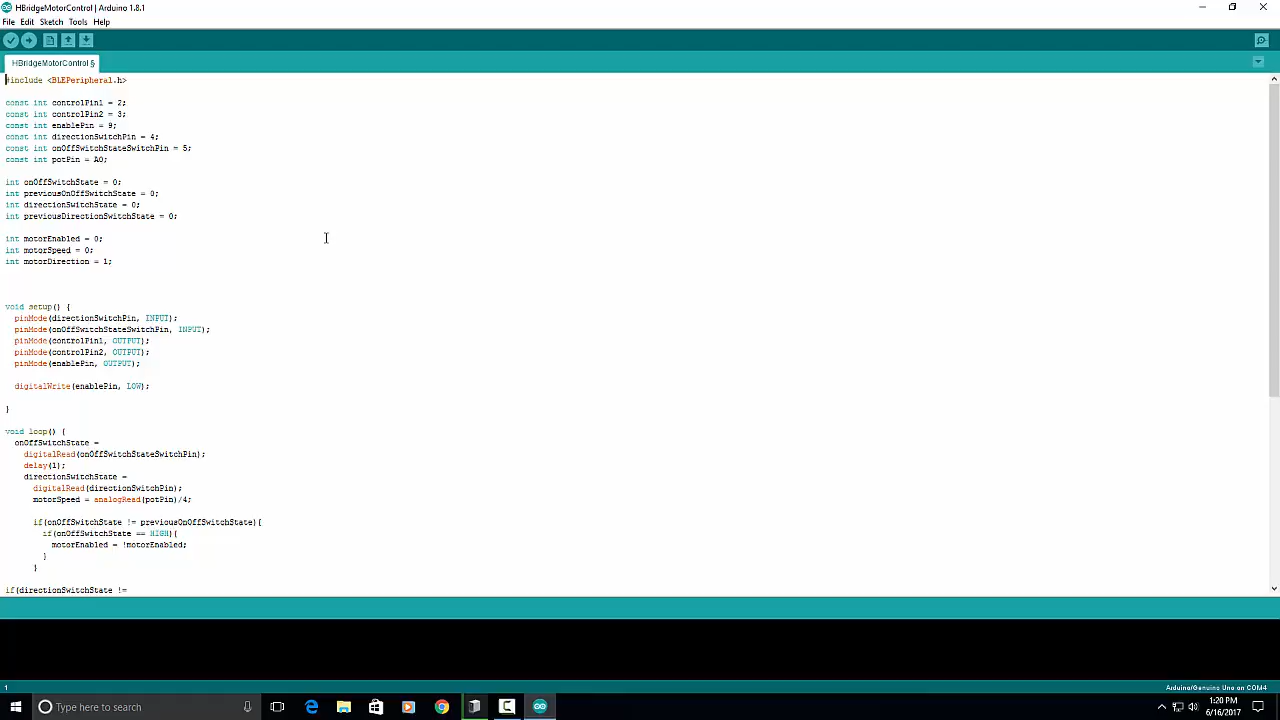 HBridgeMotorControl | Arduino 1.8.1
File Edit Sketch Tools Help
HBridgeMotorControl §
#include <BLEPeripheral.h>
const int controlPin1 = 2;
const int controlPin2 = 3;
const int enablePin = 9;
const int directionSwitchPin = 4;
const int onOffSwitchStateSwitchPin = 5;
const int potPin = A0;
int onOffSwitchState = 0;
int previousOnOffSwitchState = 0;
int directionSwitchState = 0;
int previousDirectionSwitchState = 0;
int motorEnabled = 0;
int motorSpeed = 0;
int motorDirection = 1;
void setup() {
pinMode(directionSwitchPin, INPUT);
pinMode(onOffSwitchStateSwitchPin, INPUT);
pinMode(controlPin1, OUTPUT);
pinMode(controlPin2, OUTPUT);
pinMode(enablePin, OUTPUT);
digitalWrite(enablePin, LOW);
}
void loop() {
onOffSwitchState =
digitalRead(onOffSwitchStateSwitchPin);
delay(1);
directionSwitchState =
digitalRead(directionSwitchPin);
motorSpeed = analogRead(potPin)/4;
if(onOffSwitchState != previousOnOffSwitchState){
if(onOffSwitchState == HIGH){
motorEnabled = !motorEnabled;
}
}
if(directionSwitchState !=
1
Arduino/Genuino Uno on COM4
Type here to search
1:20 PM
6/16/2017